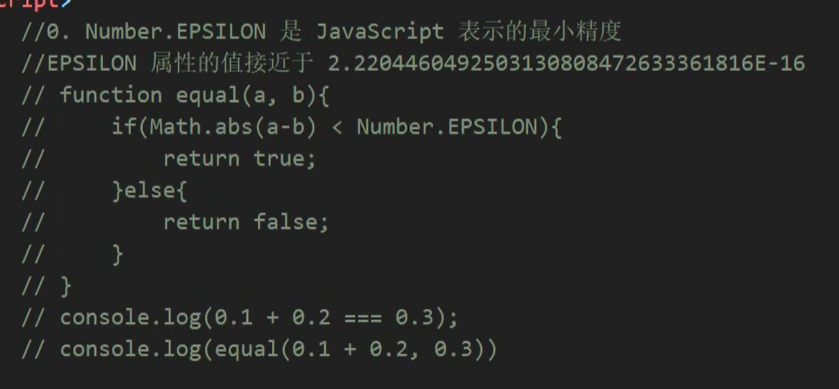 cript>
//0. Number.EPSILON 是 JavaScript 表示的最小精度
//EPSILON 属性的值接近于 2.2204460492503130808472633361816E-16
// function equal(a, b){
//     if(Math.abs(a-b) < Number.EPSILON){
//         return true;
//     }else{
//         return false;
//     }
// }
// console.log(0.1 + 0.2 === 0.3);
// console.log(equal(0.1 + 0.2, 0.3))